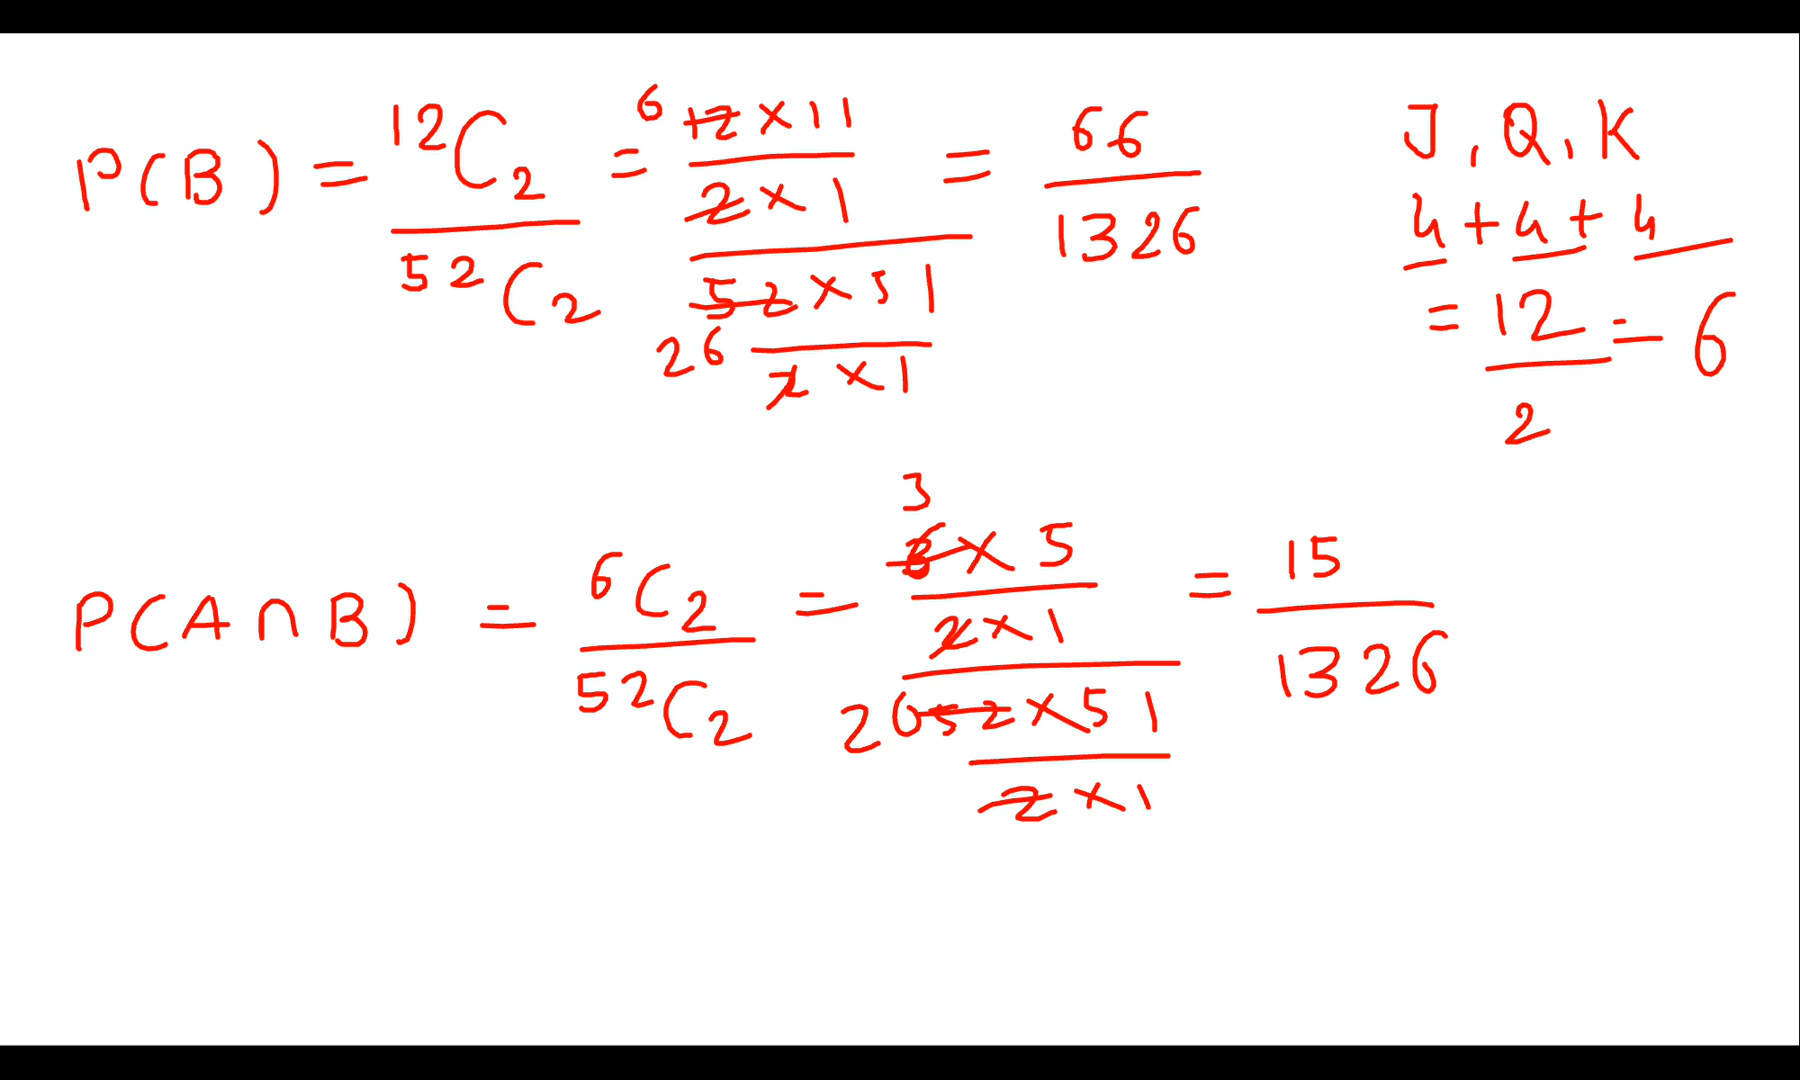 P(B) = ¹²C₂ / ⁵²C₂ = 6 12 × 11 / 2 × 1 / 52 × 51 26 / 2 × 1 = 66 / 1326
J, Q, K
4 + 4 + 4
= 12 / 2 = 6
P(A ∩ B) = ⁶C₂ / ⁵²C₂ = 3 6 × 5 / 2 × 1 / 26 52 × 51 / 2 × 1 = 15 / 1326